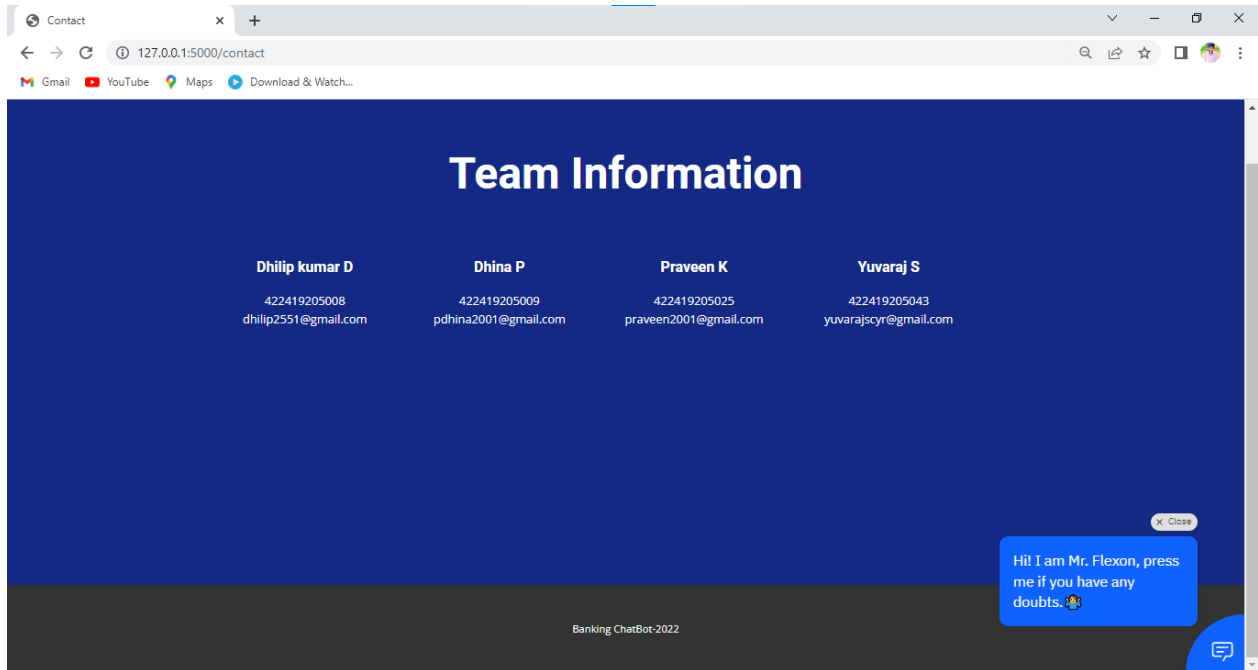 Contact
127.0.0.1:5000/contact
Gmail YouTube Maps Download & Watch...
Team Information
Dhilip kumar D
422419205008
dhilip2551@gmail.com
Dhina P
422419205009
pdhina2001@gmail.com
Praveen K
422419205025
praveen2001@gmail.com
Yuvaraj S
422419205043
yuvarajscyr@gmail.com
Close
Hi! I am Mr. Flexon, press
me if you have any
doubts.
Banking ChatBot-2022